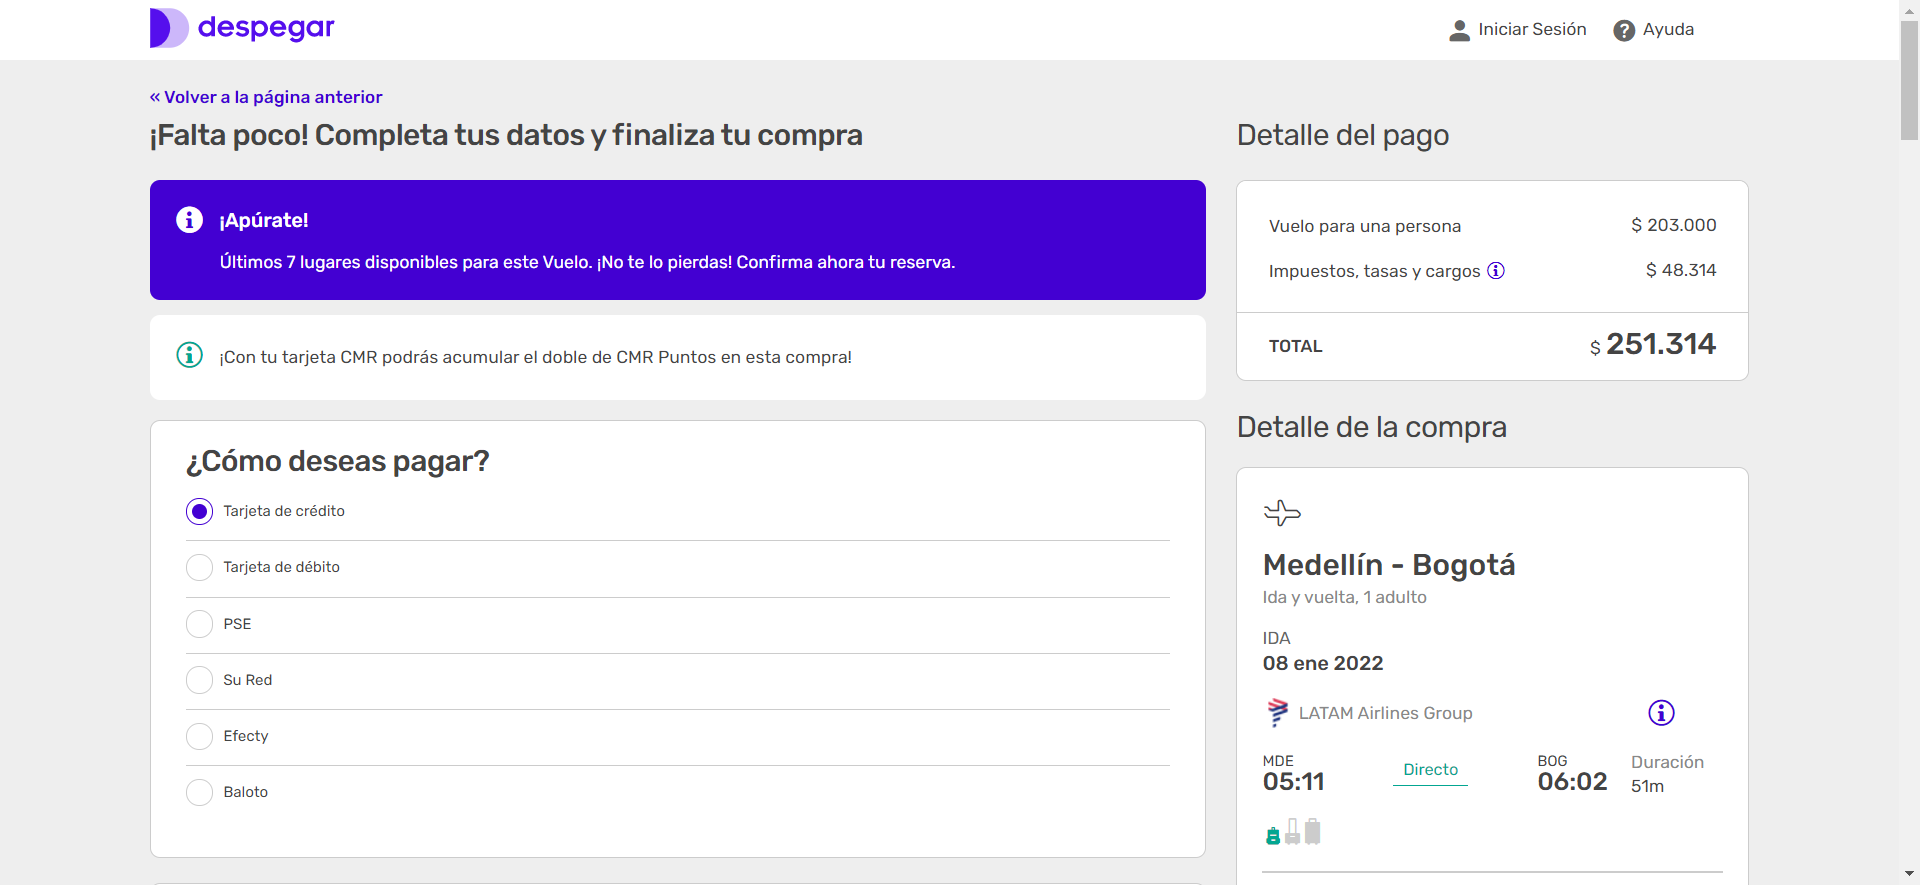 despegar
Iniciar Sesión
Ayuda
« Volver a la página anterior
¡Falta poco! Completa tus datos y finaliza tu compra
¡Apúrate!
Últimos 7 lugares disponibles para este Vuelo. ¡No te lo pierdas! Confirma ahora tu reserva.
¡Con tu tarjeta CMR podrás acumular el doble de CMR Puntos en esta compra!
¿Cómo deseas pagar?
Tarjeta de crédito
Tarjeta de débito
PSE
Su Red
Efecty
Baloto
Detalle del pago
Vuelo para una persona $ 203.000
Impuestos, tasas y cargos $ 48.314
TOTAL $ 251.314
Detalle de la compra
Medellín - Bogotá
Ida y vuelta, 1 adulto
IDA
08 ene 2022
LATAM Airlines Group
MDE BOG Duración
05:11 Directo 06:02 51m